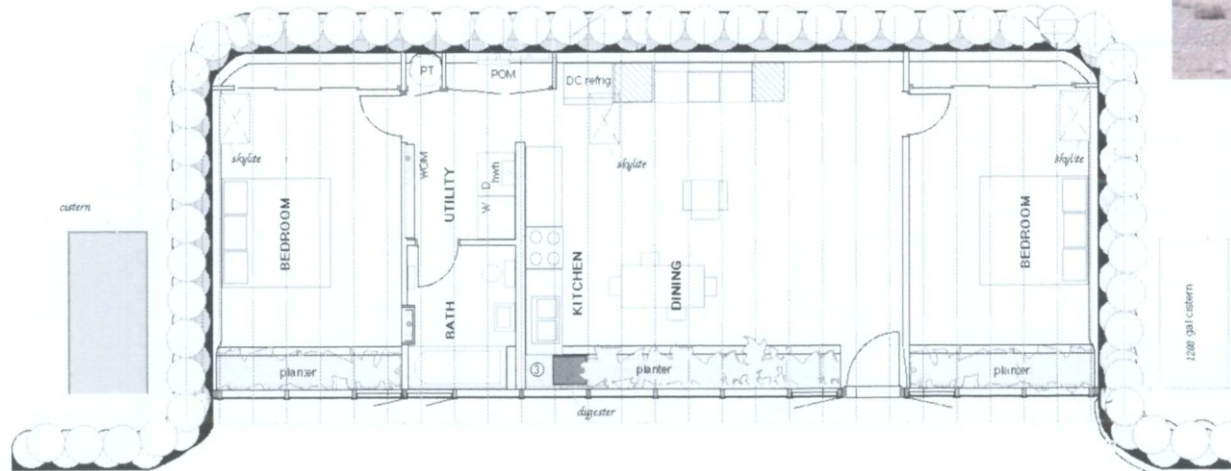 PT
POM
DC refrig
skylite
skylite
skylite
WOM
UTILITY
D
hwh
W
cistern
BEDROOM
BEDROOM
KITCHEN
DINING
BATH
1200 gal cistern
planter
3
planter
planter
digester